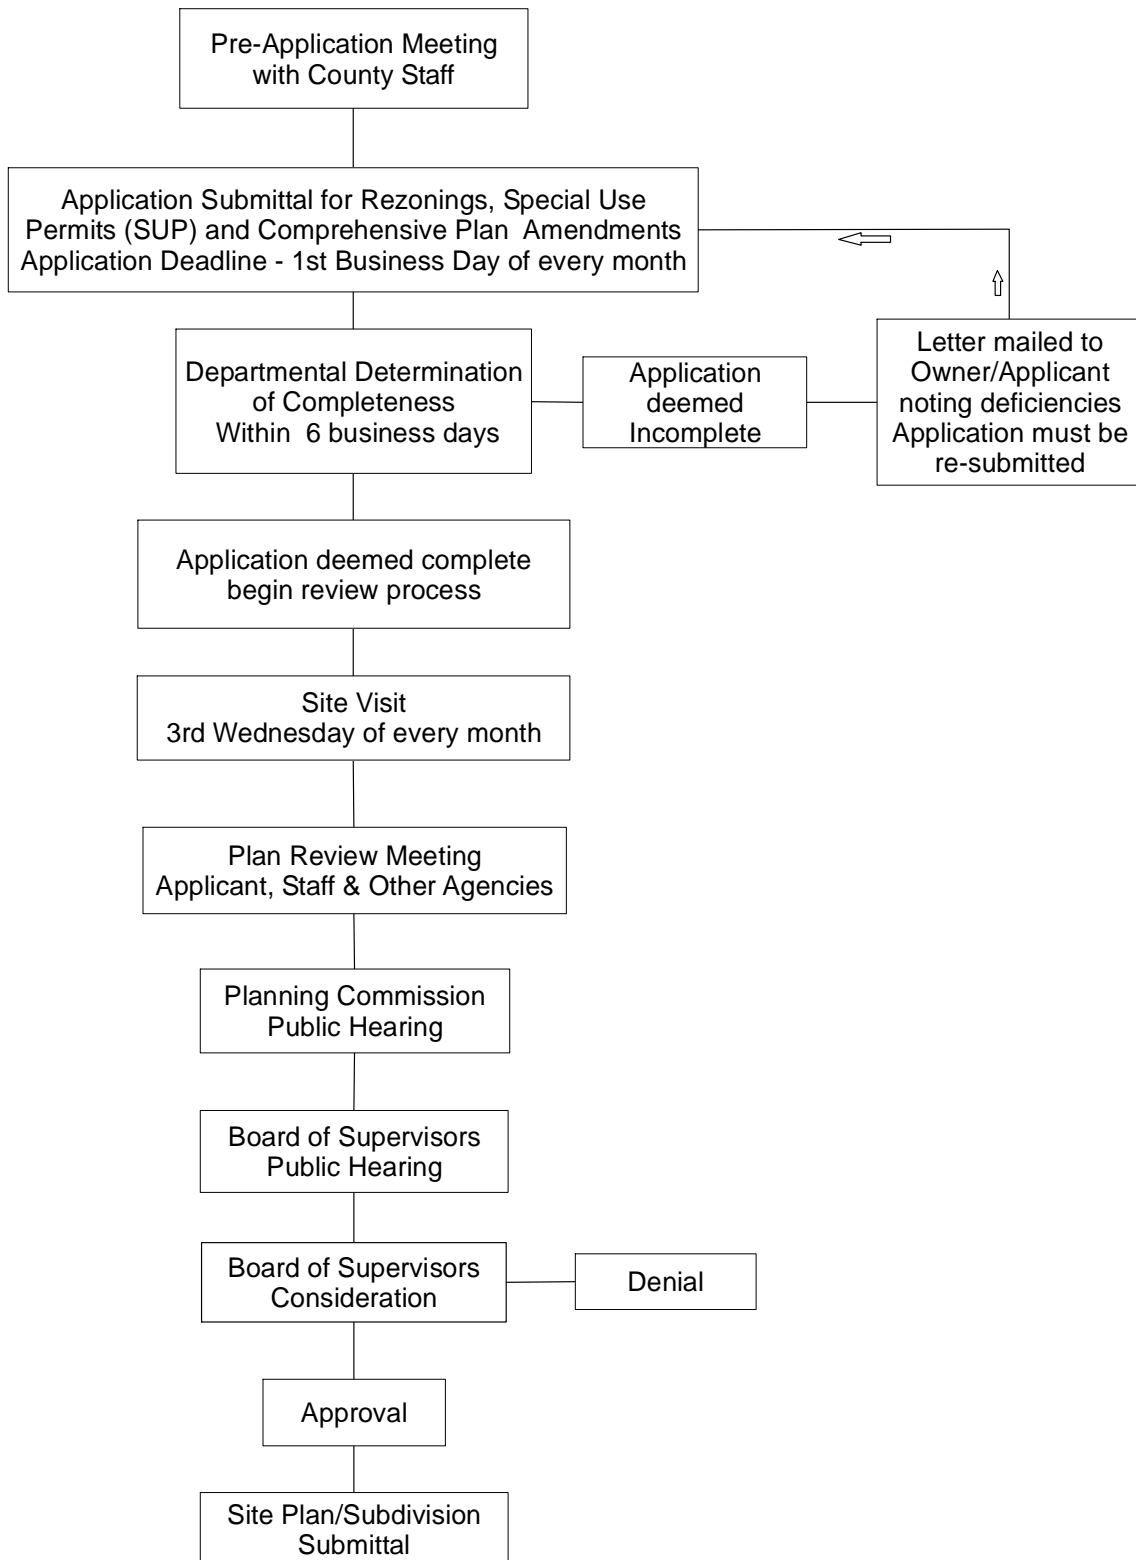 Pre-Application Meeting
with County Staff
Application Submittal for Rezonings, Special Use
Permits (SUP) and Comprehensive Plan  Amendments
Application Deadline - 1st Business Day of every month
Departmental Determination
of Completeness
Within  6 business days
Application
deemed
Incomplete
Letter mailed to
Owner/Applicant
noting deficiencies
Application must be
re-submitted
Application deemed complete
begin review process
Site Visit
3rd Wednesday of every month
Plan Review Meeting
Applicant, Staff & Other Agencies
Planning Commission
Public Hearing
Board of Supervisors
Public Hearing
Board of Supervisors
Consideration
Denial
Approval
Site Plan/Subdivision
Submittal